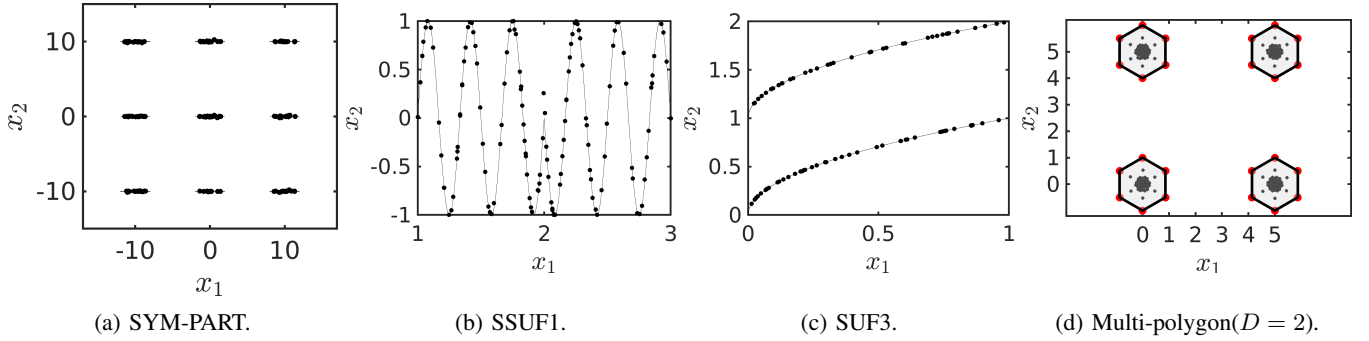 10
0
-10
x₂
-10 0 10
x₁
(a) SYM-PART.
1
0.5
0
-0.5
-1
x₂
1 2 3
x₁
(b) SSUF1.
2
1.5
1
0.5
0
x₂
0 0.5 1
x₁
(c) SUF3.
5
4
3
2
1
0
x₂
0 1 2 3 4 5
x₁
(d) Multi-polygon(D = 2).